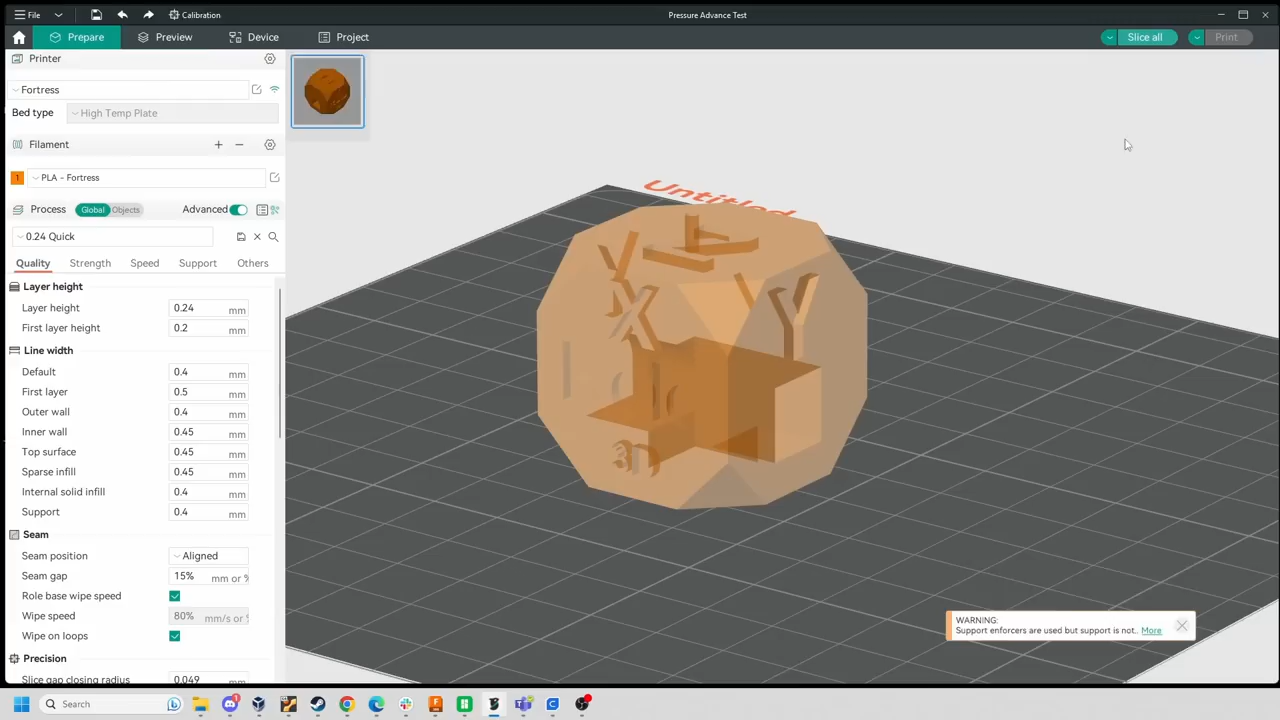 File
Calibration
Pressure Advance Test
Prepare
Preview
Device
Project
Slice all
Print
Printer
Fortress
Bed type
High Temp Plate
Filament
1
PLA - Fortress
Process
Global
Objects
Advanced
0.24 Quick
Quality
Strength
Speed
Support
Others
Layer height
Layer height 0.24 mm
First layer height 0.2 mm
Line width
Default 0.4 mm
First layer 0.5 mm
Outer wall 0.4 mm
Inner wall 0.45 mm
Top surface 0.45 mm
Sparse infill 0.45 mm
Internal solid infill 0.4 mm
Support 0.4 mm
Seam
Seam position Aligned
Seam gap 15% mm or %
Role base wipe speed
Wipe speed 80% mm/s or %
Wipe on loops
Precision
Slice gap closing radius 0.049 mm
Untitled
Y
X
Y
3D
WARNING:
Support enforcers are used but support is not.. More
Search